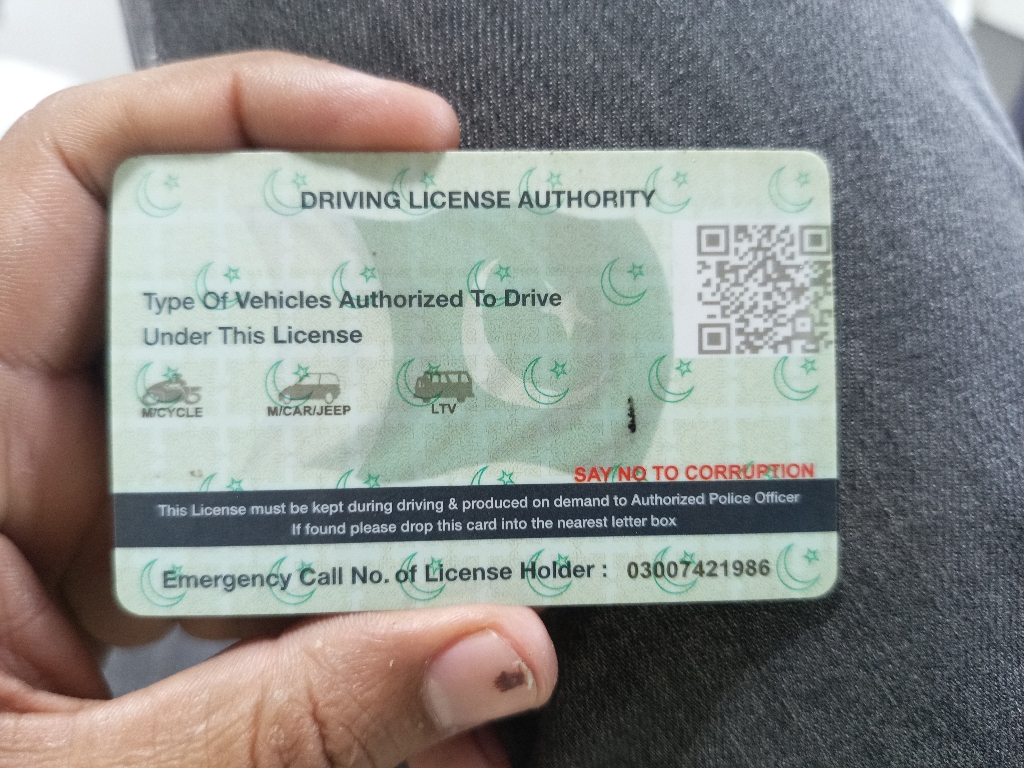 DRIVING LICENSE AUTHORITY
Type Of Vehicles Authorized To Drive
Under This License
M/CYCLE M/CAR/JEEP LTV
SAY NO TO CORRUPTION
This License must be kept during driving & produced on demand to Authorized Police Officer
If found please drop this card into the nearest letter box
Emergency Call No. of License Holder : 03007421986